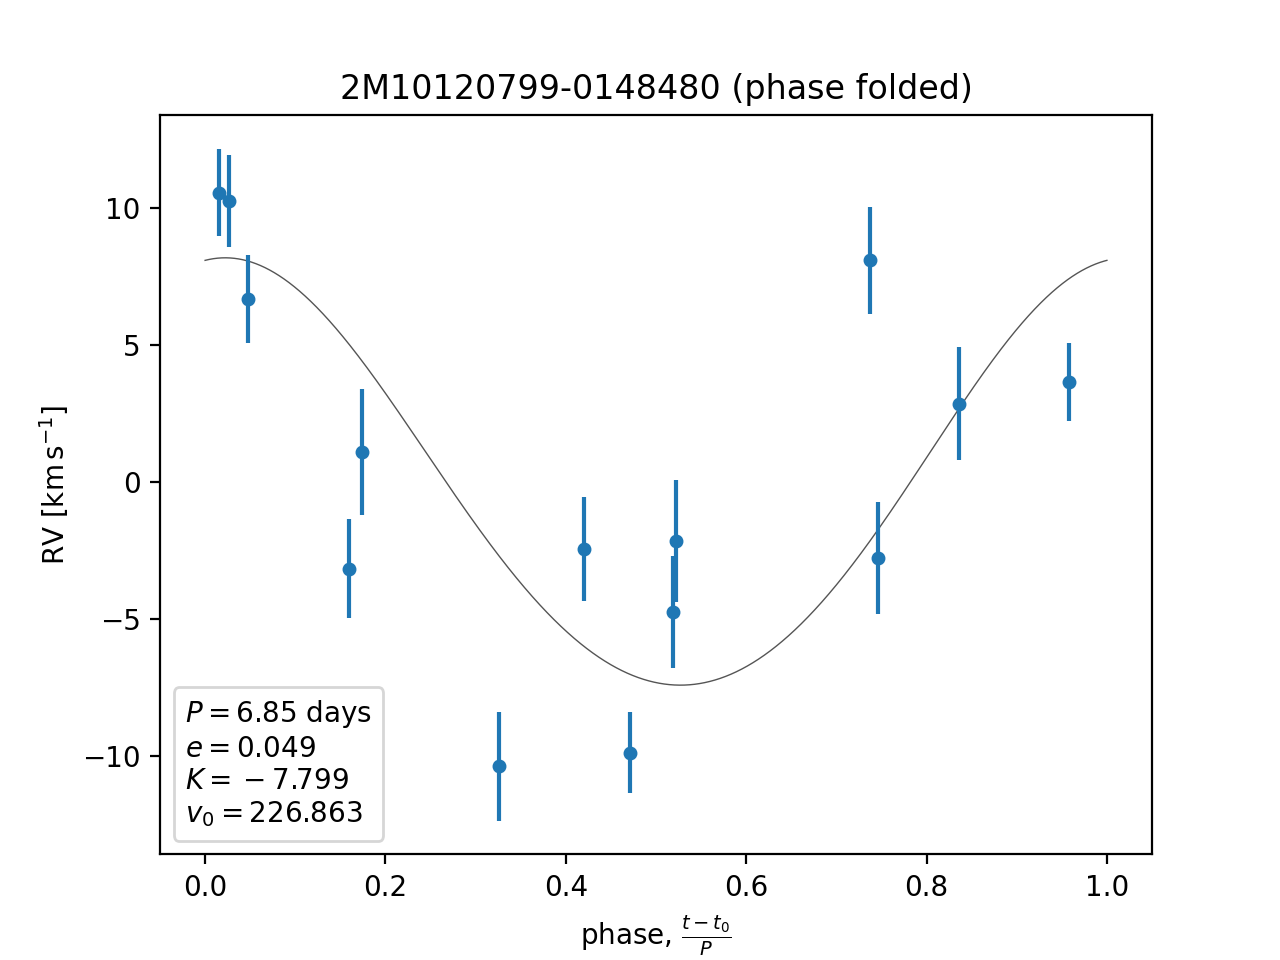 2M10120799-0148480 (phase folded)
10
5
0
−5
−10
RV [km s⁻¹]
P = 6.85 days
e = 0.049
K = −7.799
v₀ = 226.863
0.0 0.2 0.4 0.6 0.8 1.0
phase, (t − t₀)/P